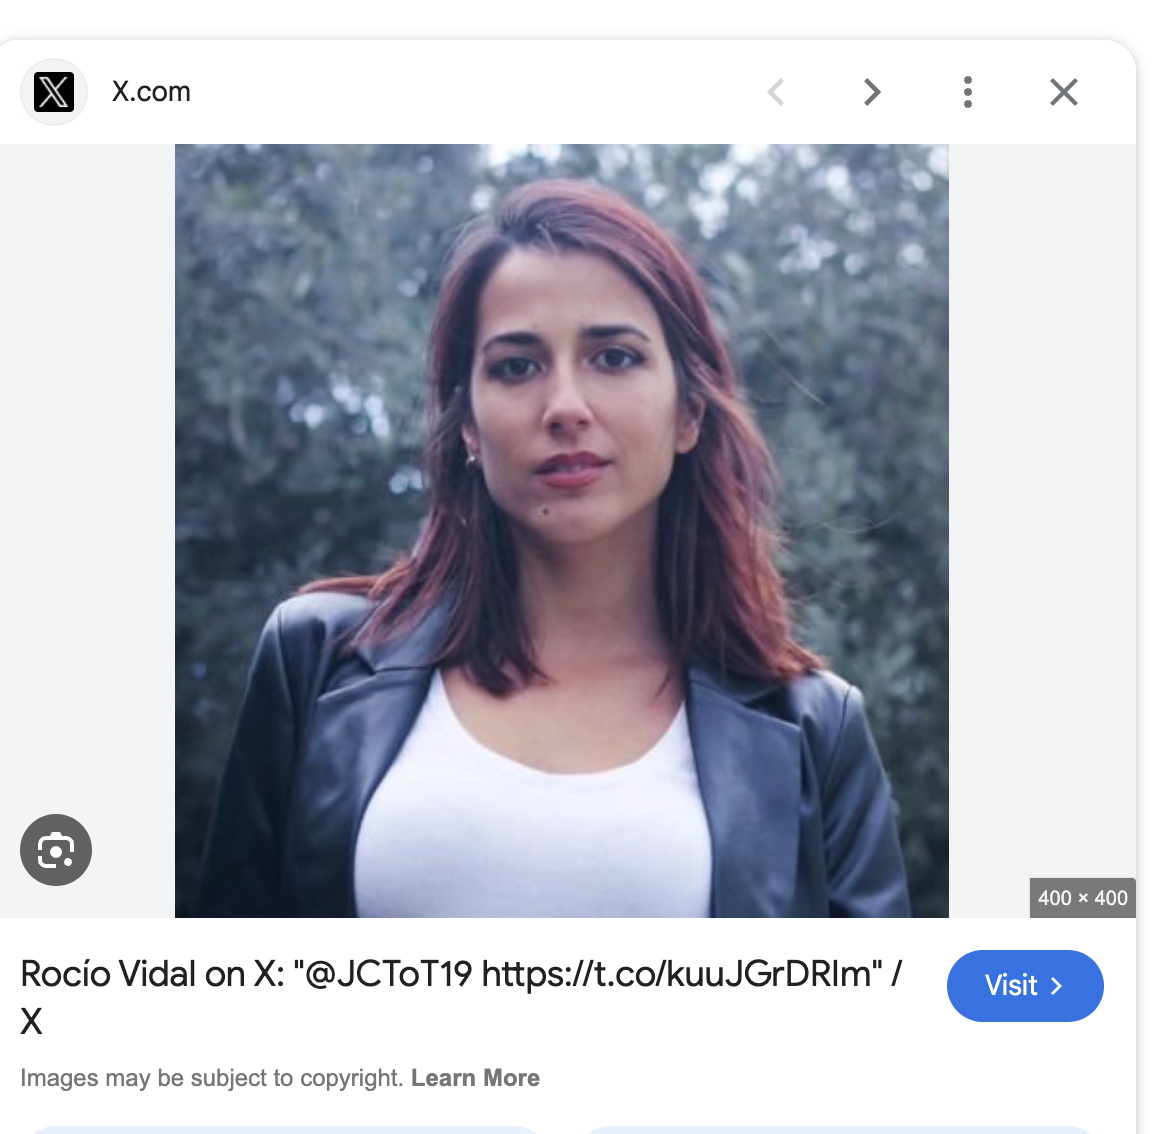 X.com
400 × 400
Rocío Vidal on X: "@JCToT19 https://t.co/kuuJGrDRlm" /
X
Visit
Images may be subject to copyright. Learn More